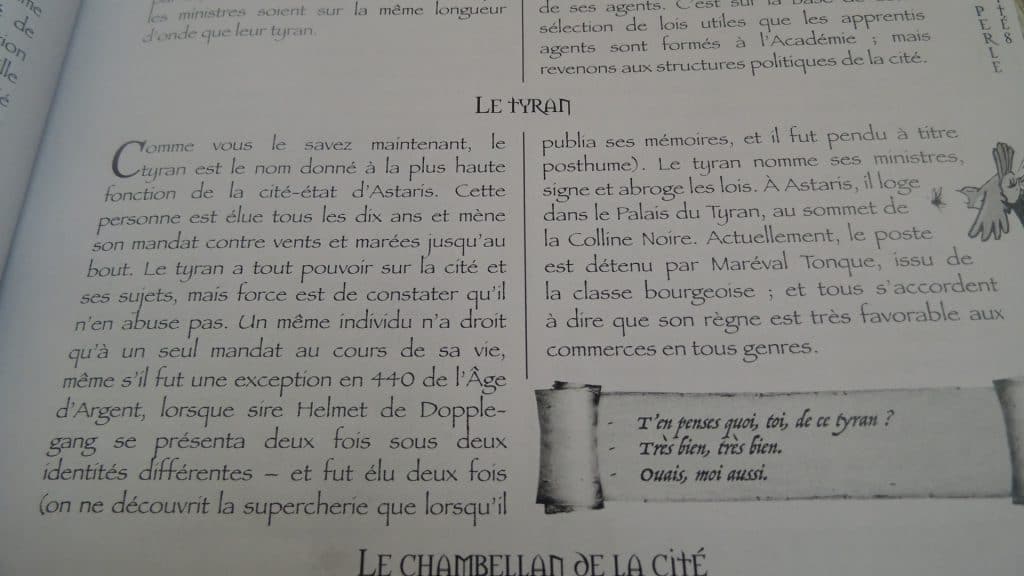 les ministres soient sur la même longueur
d'onde que leur tyran.
de ses agents. C'est sur la base de
sélection de lois utiles que les apprentis
agents sont formés à l'Académie ; mais
revenons aux structures politiques de la cité.
PERLE
LE TYRAN
Comme vous le savez maintenant, le
tyran est le nom donné à la plus haute
fonction de la cité-état d'Astaris. Cette
personne est élue tous les dix ans et mène
son mandat contre vents et marées jusqu'au
bout. Le tyran a tout pouvoir sur la cité et
ses sujets, mais force est de constater qu'il
n'en abuse pas. Un même individu n'a droit
qu'à un seul mandat au cours de sa vie,
même s'il fut une exception en 440 de l'Âge
d'Argent, lorsque sire Helmet de Dopple-
gang se présenta deux fois sous deux
identités différentes – et fut élu deux fois
(on ne découvrit la supercherie que lorsqu'il
publia ses mémoires, et il fut pendu à titre
posthume). Le tyran nomme ses ministres,
signe et abroge les lois. À Astaris, il loge
dans le Palais du Tyran, au sommet de
la Colline Noire. Actuellement, le poste
est détenu par Maréval Tonque, issu de
la classe bourgeoise ; et tous s'accordent
à dire que son règne est très favorable aux
commerces en tous genres.
- T'en penses quoi, toi, de ce tyran ?
- Très bien, très bien.
- Ouais, moi aussi.
LE CHAMBELLAN DE LA CITÉ